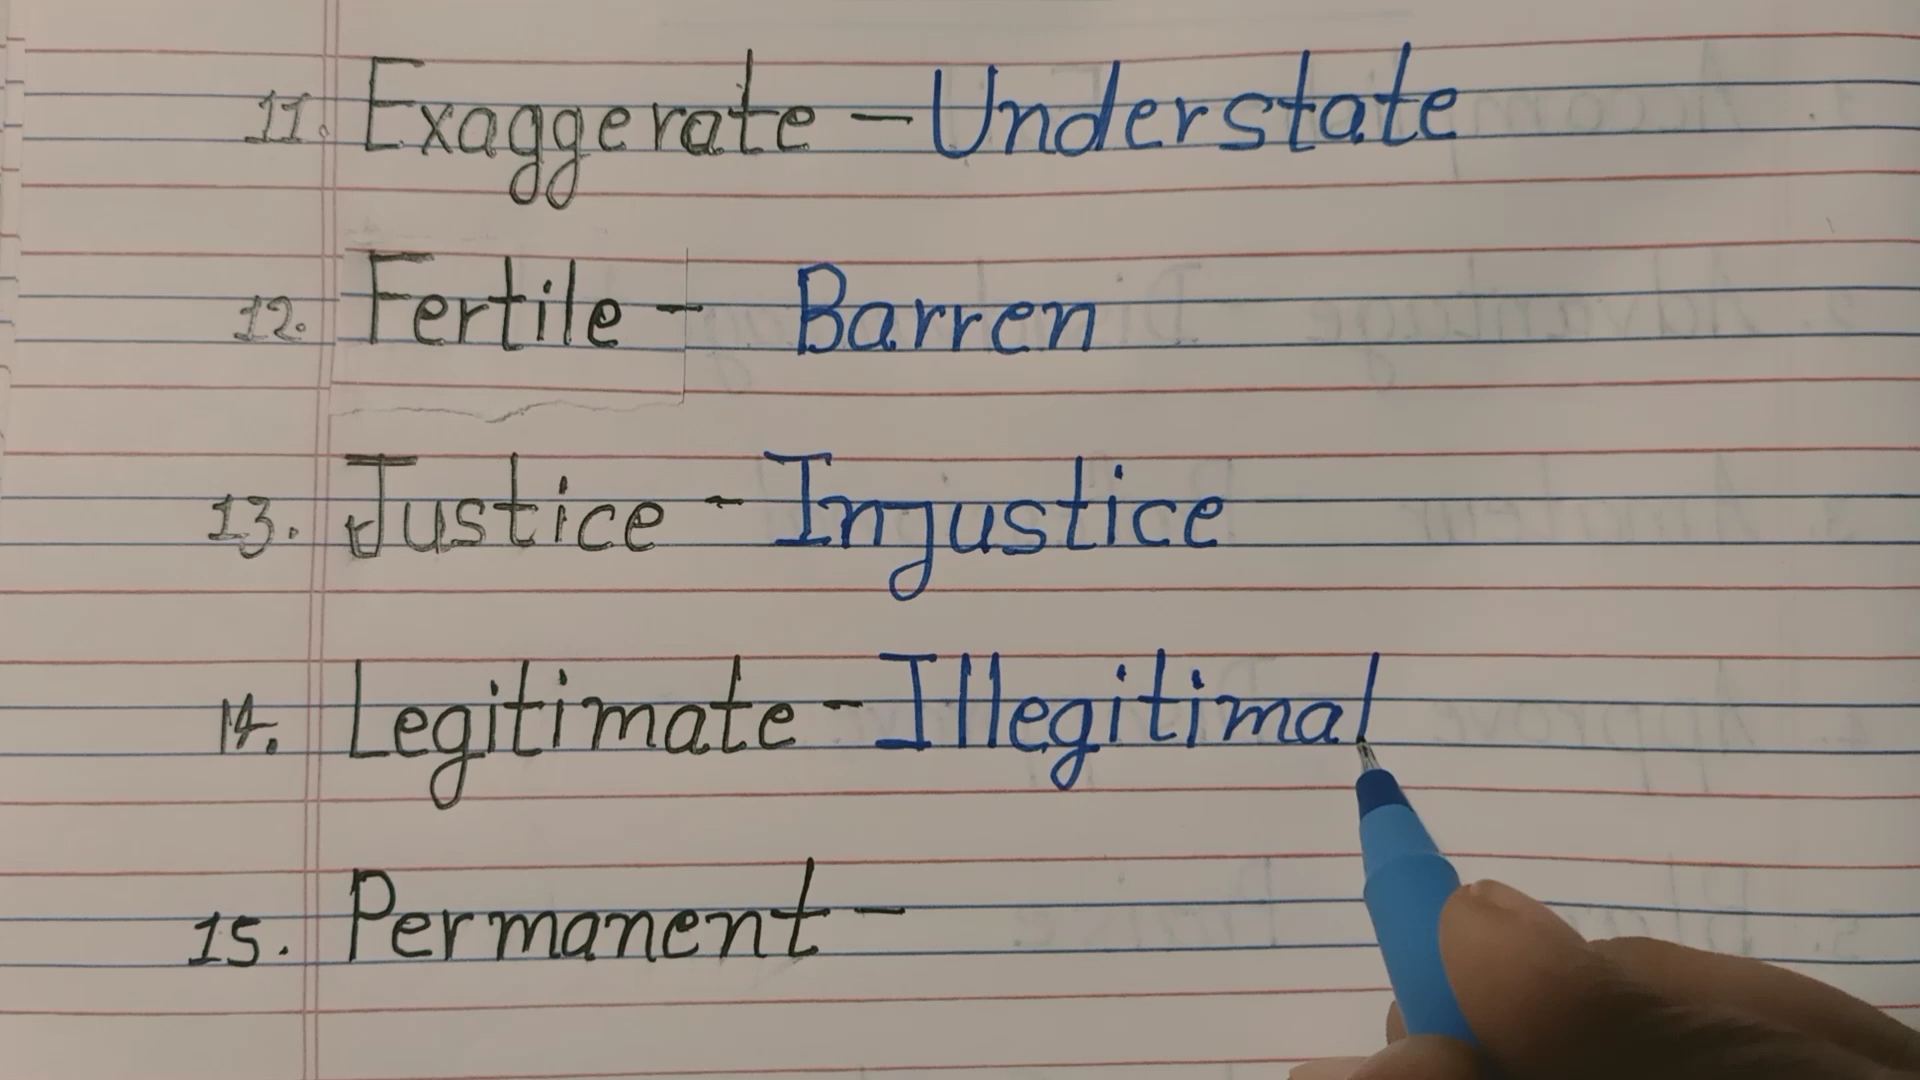 11. Exaggerate - Understate
12. Fertile - Barren
13. Justice - Injustice
14. Legitimate - Illegitimal
15. Permanent -